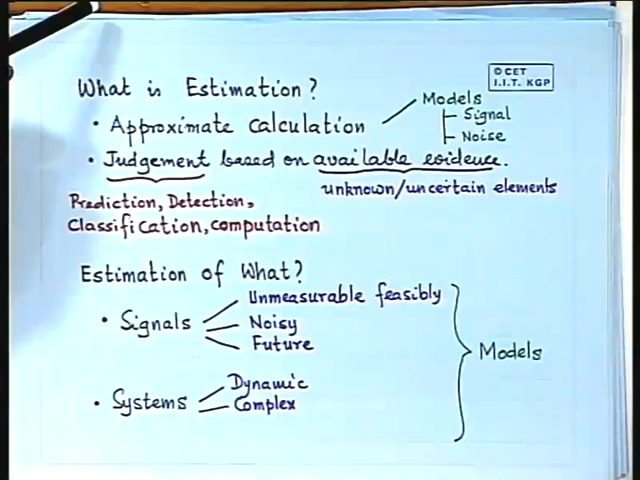 What is Estimation?
© CET
I.I.T. KGP
• Approximate Calculation
Models
Signal
Noise
• Judgement based on available evidence.
unknown/uncertain elements
Prediction, Detection,
Classification, computation
Estimation of What?
Unmeasurable feasibly
• Signals
Noisy
Future
Models
Dynamic
• Systems
Complex